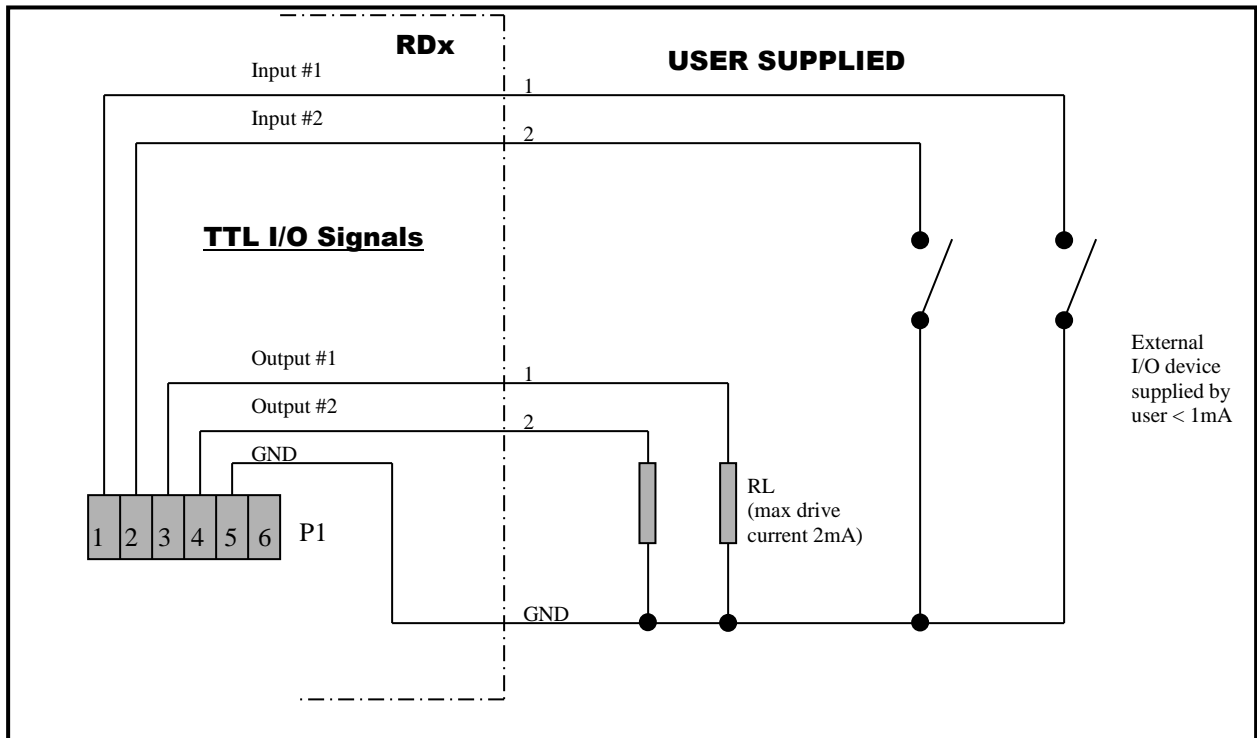 RDx
USER SUPPLIED
Input #1
1
Input #2
2
TTL I/O Signals
Output #1
1
Output #2
2
GND
External
I/O device
supplied by
user < 1mA
RL
(max drive
current 2mA)
1 2 3 4 5 6 P1
GND